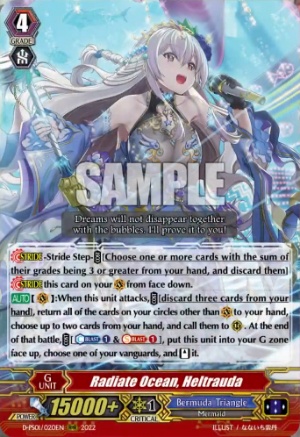 4
GRADE
SAMPLE
Dreams will not disappear together
with the bubbles. I'll prove it to you!
STRIDE -Stride Step- [Choose one or more cards with the sum of
their grades being 3 or greater from your hand, and discard them]
STRIDE this card on your from face down.
AUTO [ ]:When this unit attacks, [discard three cards from your
hand], return all of the cards on your circles other than to your hand,
choose up to two cards from your hand, and call them to . At the end
of that battle, [ BLAST 1 BLAST 1 ], put this unit into your G zone
face up, choose one of your vanguards, and it.
G
UNIT
Radiate Ocean, Heltrauda
POWER
15000+
1
CRITICAL
Bermuda Triangle
Mermaid
D-PS01/020EN RR 2022
ILLUST /